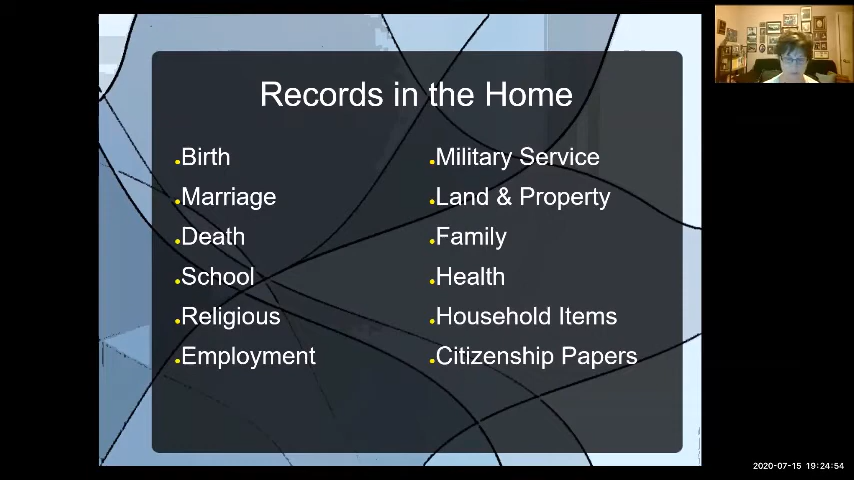 Records in the Home
Birth
Marriage
Death
School
Religious
Employment
Military Service
Land & Property
Family
Health
Household Items
Citizenship Papers
2020-07-15 19:24:54